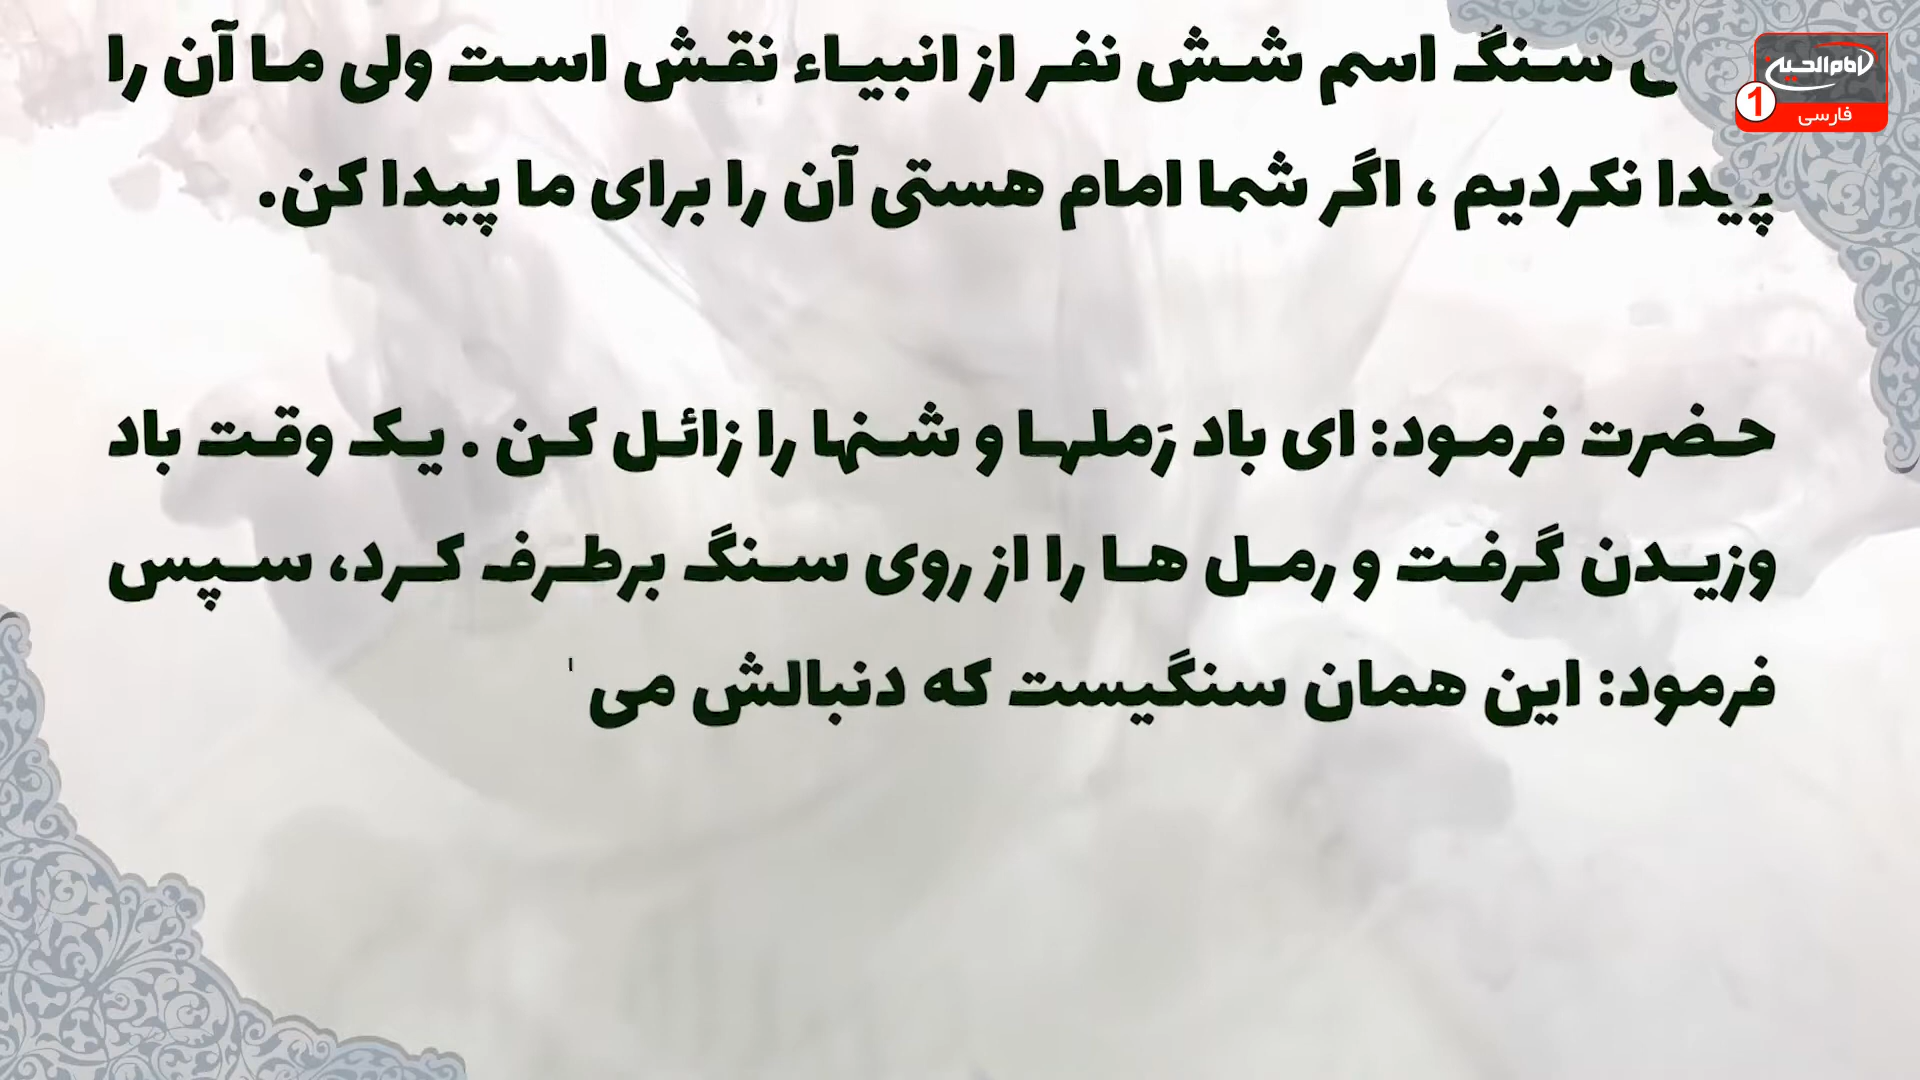 سنگ اسم شش نفر از انبیاء نقش است ولی ما آن را
پیدا نکردیم ، اگر شما امام هستی آن را برای ما پیدا کن.
حضرت فرمود: ای باد رَملها و شنها را زائل کن . یک وقت باد
وزیدن گرفت و رمل ها را از روی سنگ برطرف کرد، سپس
فرمود: این همان سنگیست که دنبالش می
امام الحسین
1
فارسی